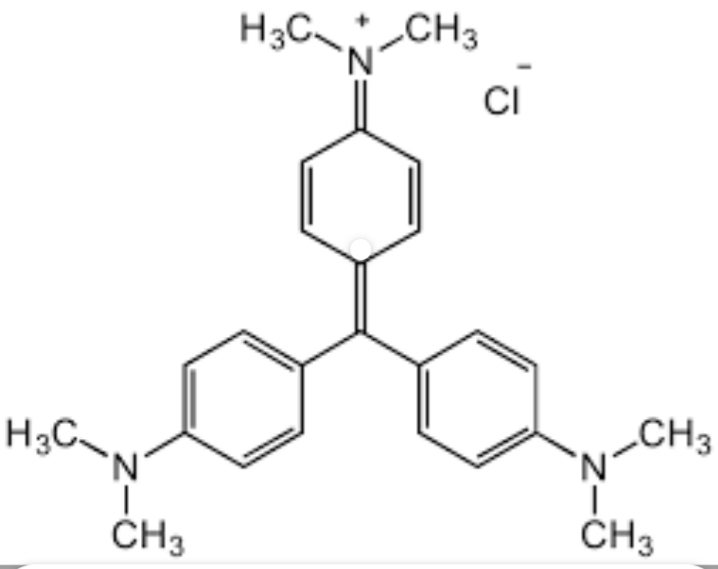 H₃C + CH₃
N
Cl⁻
H₃C N N CH₃
CH₃ CH₃